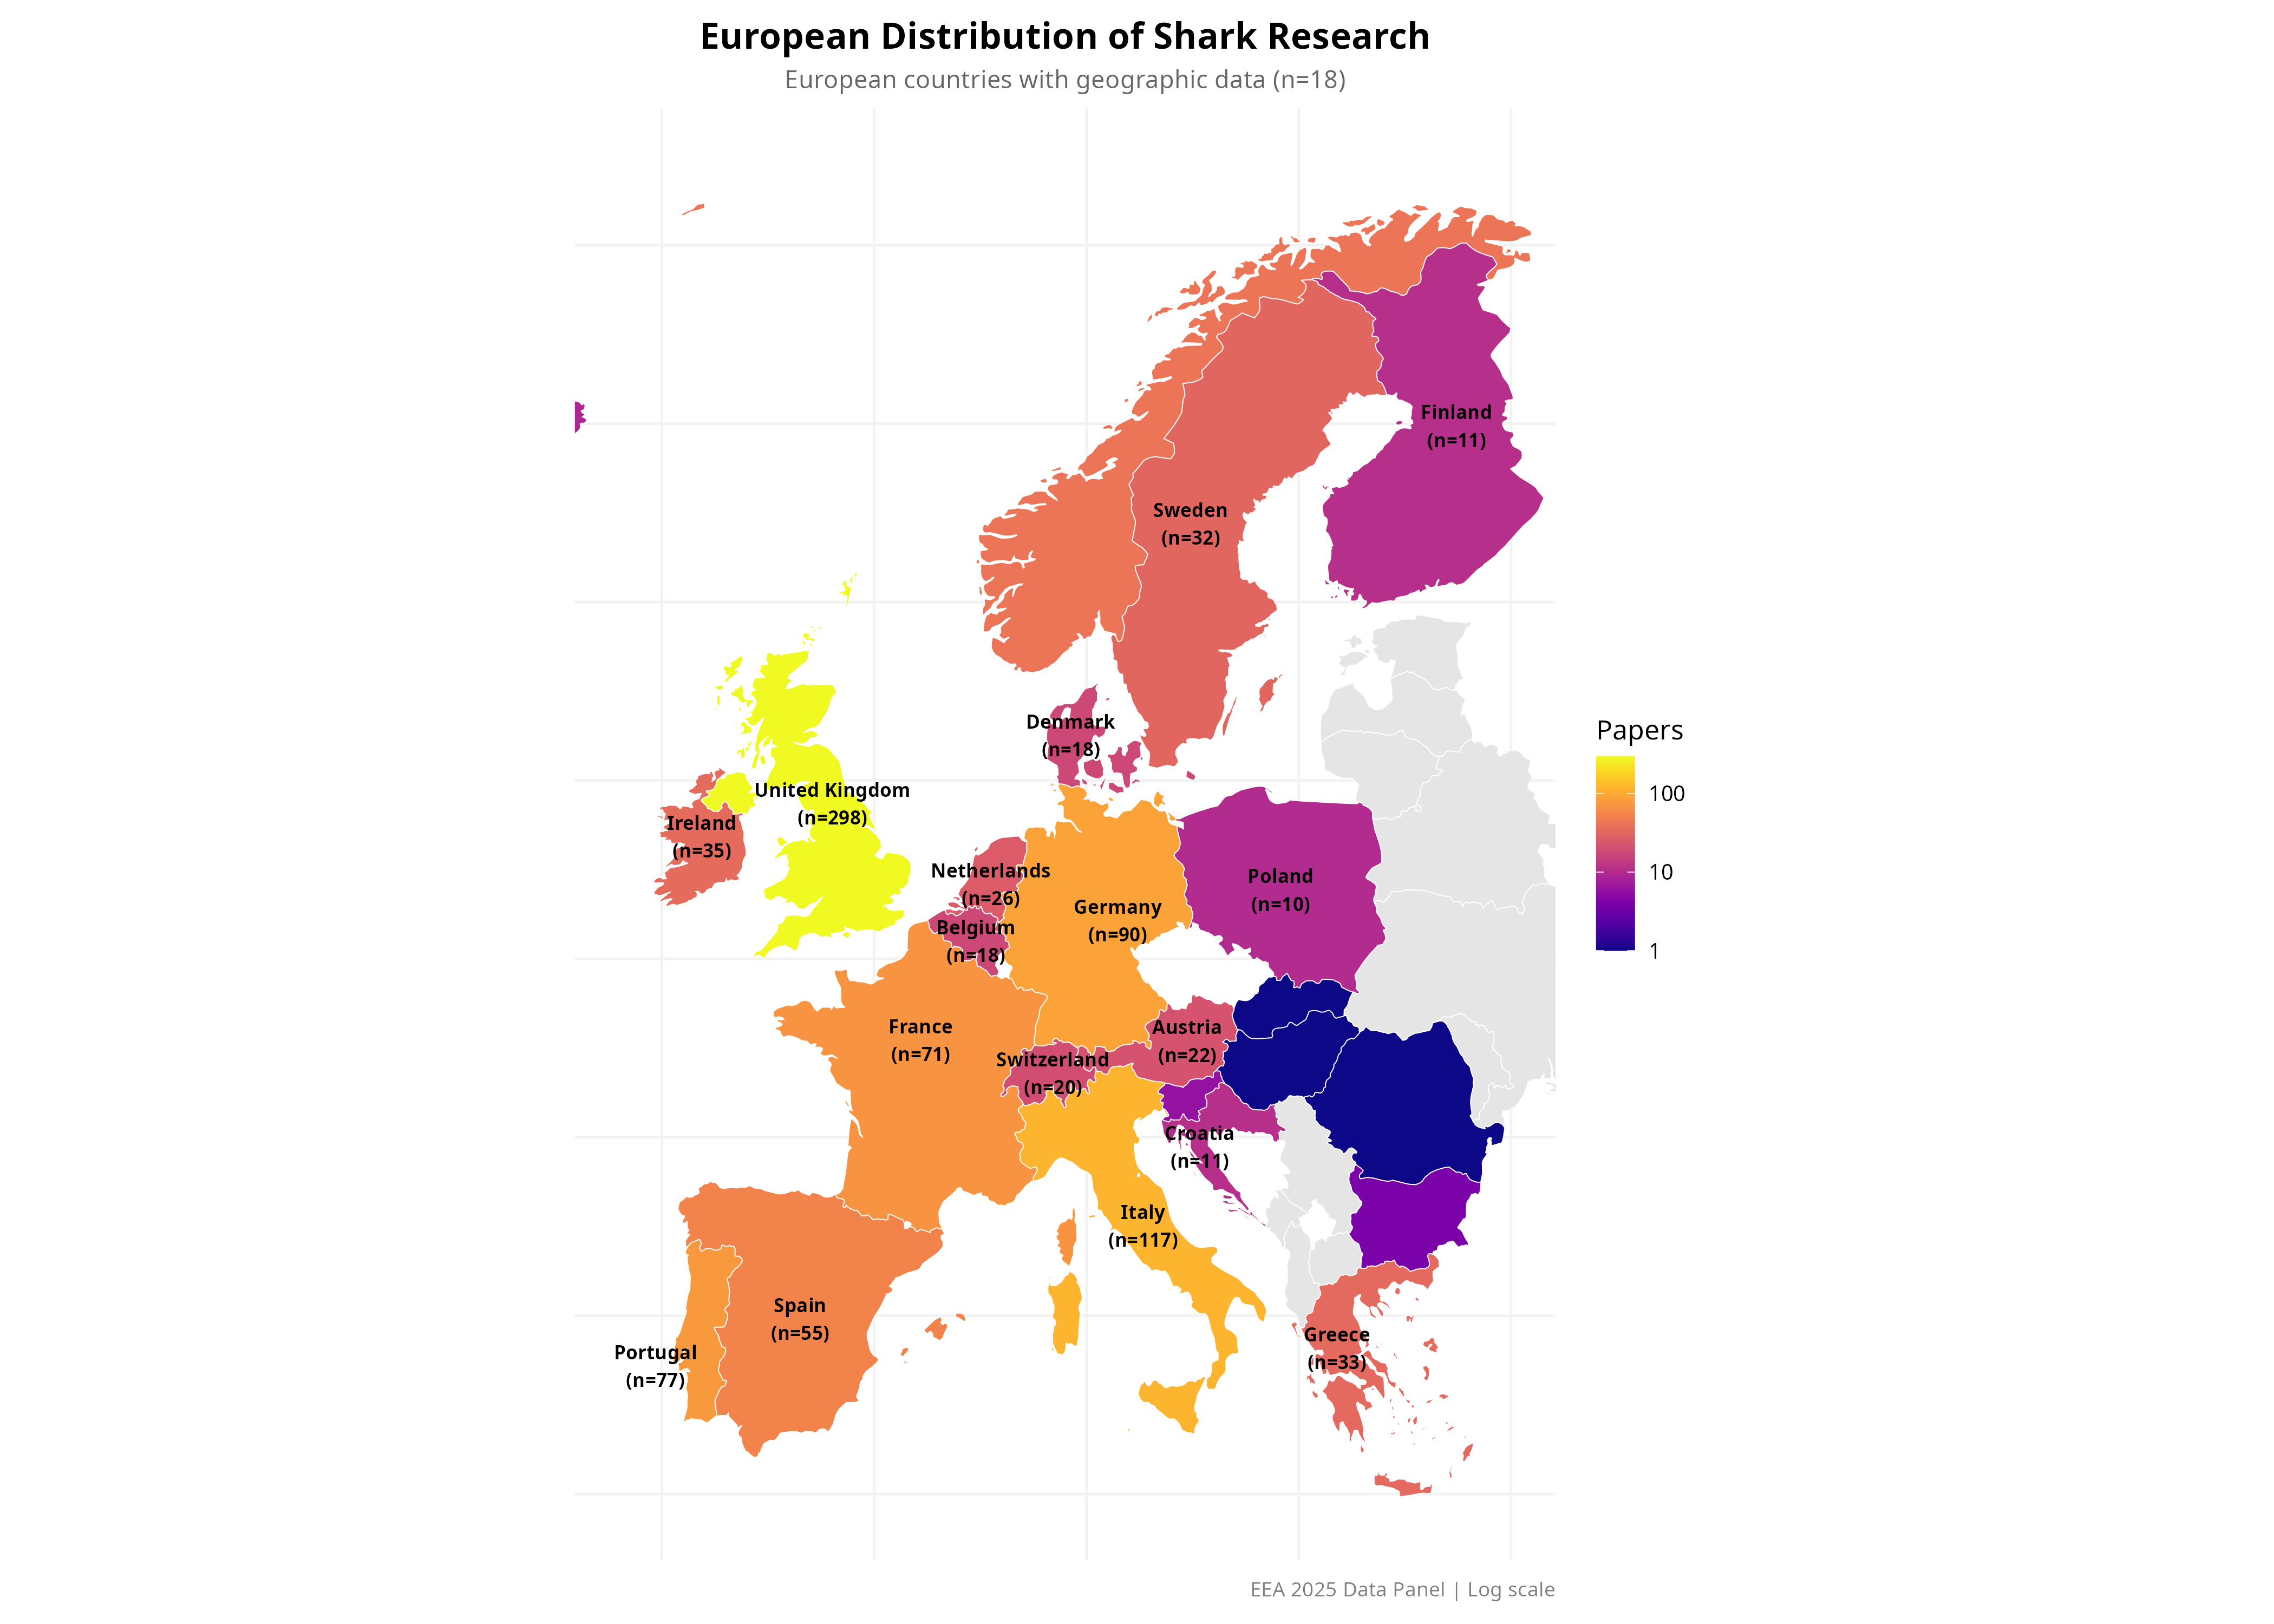 European Distribution of Shark Research
European countries with geographic data (n=18)
Finland
(n=11)
Sweden
(n=32)
Denmark
(n=18)
United Kingdom
(n=298)
Ireland
(n=35)
Netherlands
(n=26)
Belgium
(n=18)
Germany
(n=90)
Poland
(n=10)
France
(n=71)
Switzerland
(n=20)
Austria
(n=22)
Croatia
(n=11)
Italy
(n=117)
Spain
(n=55)
Portugal
(n=77)
Greece
(n=33)
Papers
100
10
1
EEA 2025 Data Panel | Log scale